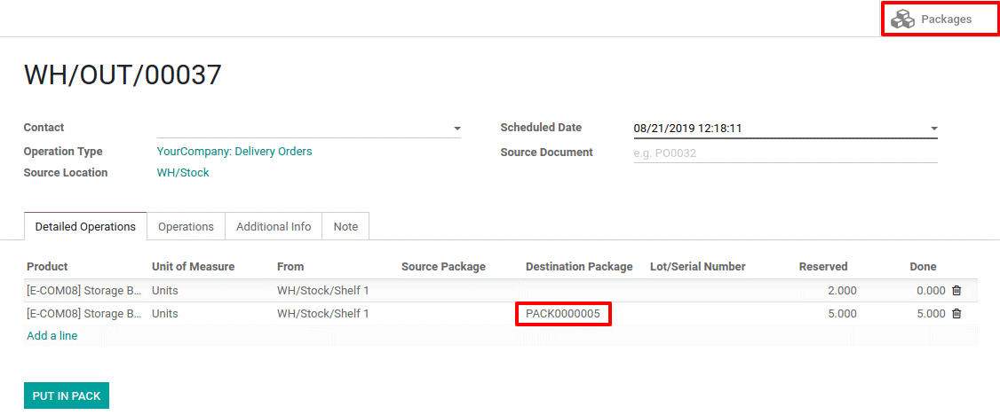 Packages
WH/OUT/00037
Contact
Scheduled Date 08/21/2019 12:18:11
Operation Type YourCompany: Delivery Orders
Source Document e.g. PO0032
Source Location WH/Stock
Detailed Operations Operations Additional Info Note
Product Unit of Measure From Source Package Destination Package Lot/Serial Number Reserved Done
[E-COM08] Storage B... Units WH/Stock/Shelf 1 2.000 0.000
[E-COM08] Storage B... Units WH/Stock/Shelf 1 PACK0000005 5.000 5.000
Add a line
PUT IN PACK